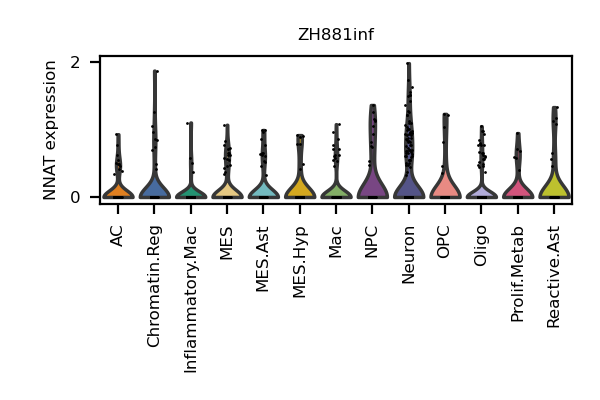 ZH881inf
NNAT expression
2
0
AC
Chromatin.Reg
Inflammatory.Mac
MES
MES.Ast
MES.Hyp
Mac
NPC
Neuron
OPC
Oligo
Prolif.Metab
Reactive.Ast